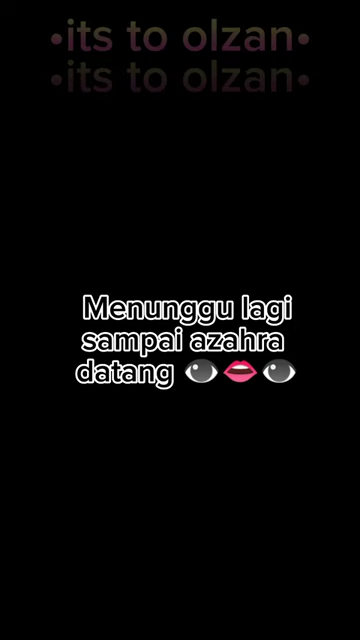 •its to olzan•
•its to olzan•
Menunggu lagi
sampai azahra
datang 👁️👄👁️